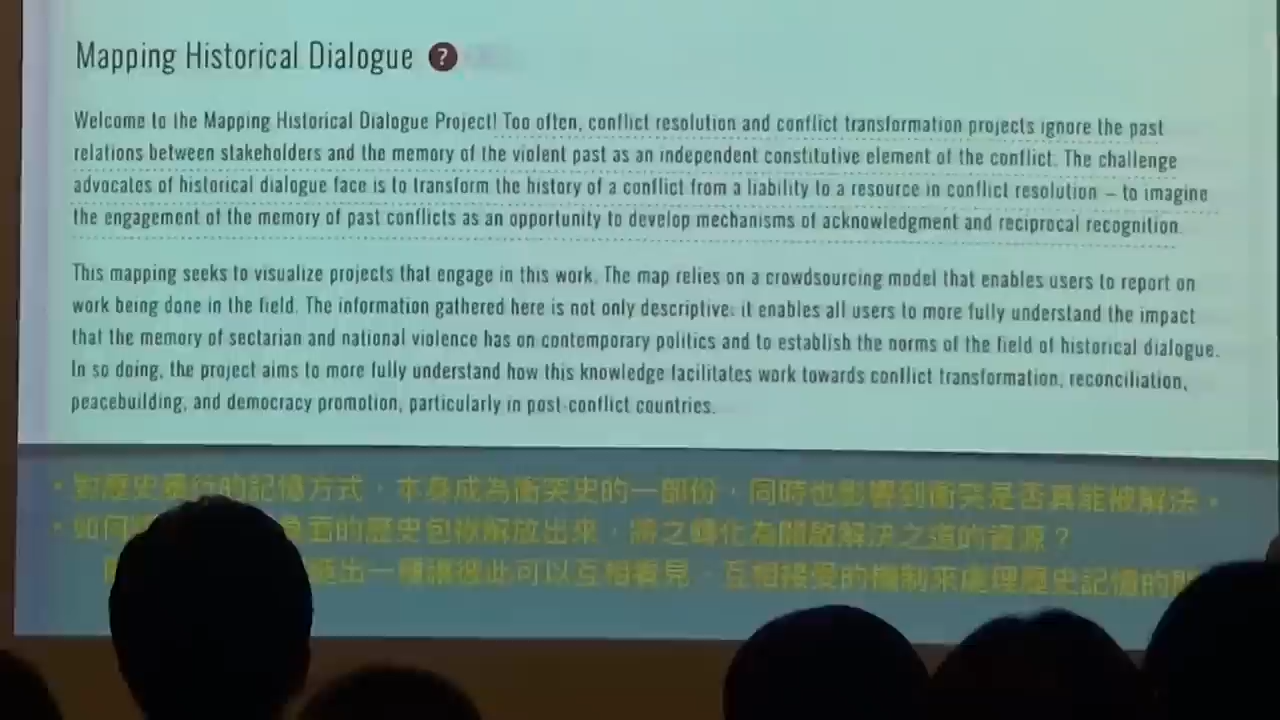 Mapping Historical Dialogue ?
Welcome to the Mapping Historical Dialogue Project! Too often, conflict resolution and conflict transformation projects ignore the past
relations between stakeholders and the memory of the violent past as an independent constitutive element of the conflict. The challenge
advocates of historical dialogue face is to transform the history of a conflict from a liability to a resource in conflict resolution – to imagine
the engagement of the memory of past conflicts as an opportunity to develop mechanisms of acknowledgment and reciprocal recognition.
This mapping seeks to visualize projects that engage in this work. The map relies on a crowdsourcing model that enables users to report on
work being done in the field. The information gathered here is not only descriptive: it enables all users to more fully understand the impact
that the memory of sectarian and national violence has on contemporary politics and to establish the norms of the field of historical dialogue.
In so doing, the project aims to more fully understand how this knowledge facilitates work towards conflict transformation, reconciliation,
peacebuilding, and democracy promotion, particularly in post-conflict countries.
• 對歷史暴行的記憶方式，本身成為衝突史的一部份，同時也影響到衝突是否真能被解決。
• 如何 負面的歷史包袱解放出來，將之轉化為開啟解決之道的資源？
出一種讓彼此可以互相看見、互相接受的機制來處理歷史記憶的